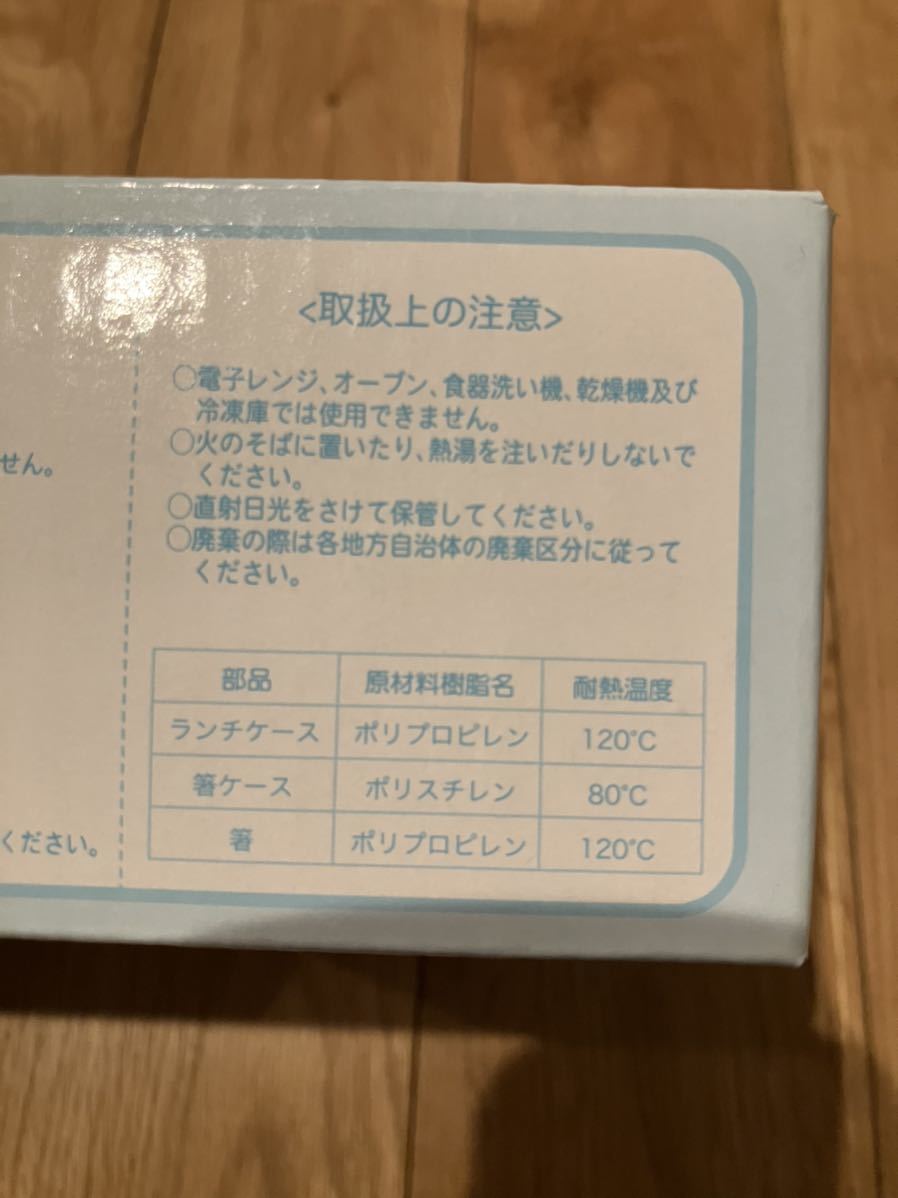 せん。
ください。
<取扱上の注意>
○電子レンジ、オーブン、食器洗い機、乾燥機及び
冷凍庫では使用できません。
○火のそばに置いたり、熱湯を注いだりしないで
ください。
○直射日光をさけて保管してください。
○廃棄の際は各地方自治体の廃棄区分に従って
ください。
部品 原材料樹脂名 耐熱温度
ランチケース ポリプロピレン 120℃
箸ケース ポリスチレン 80℃
箸 ポリプロピレン 120℃